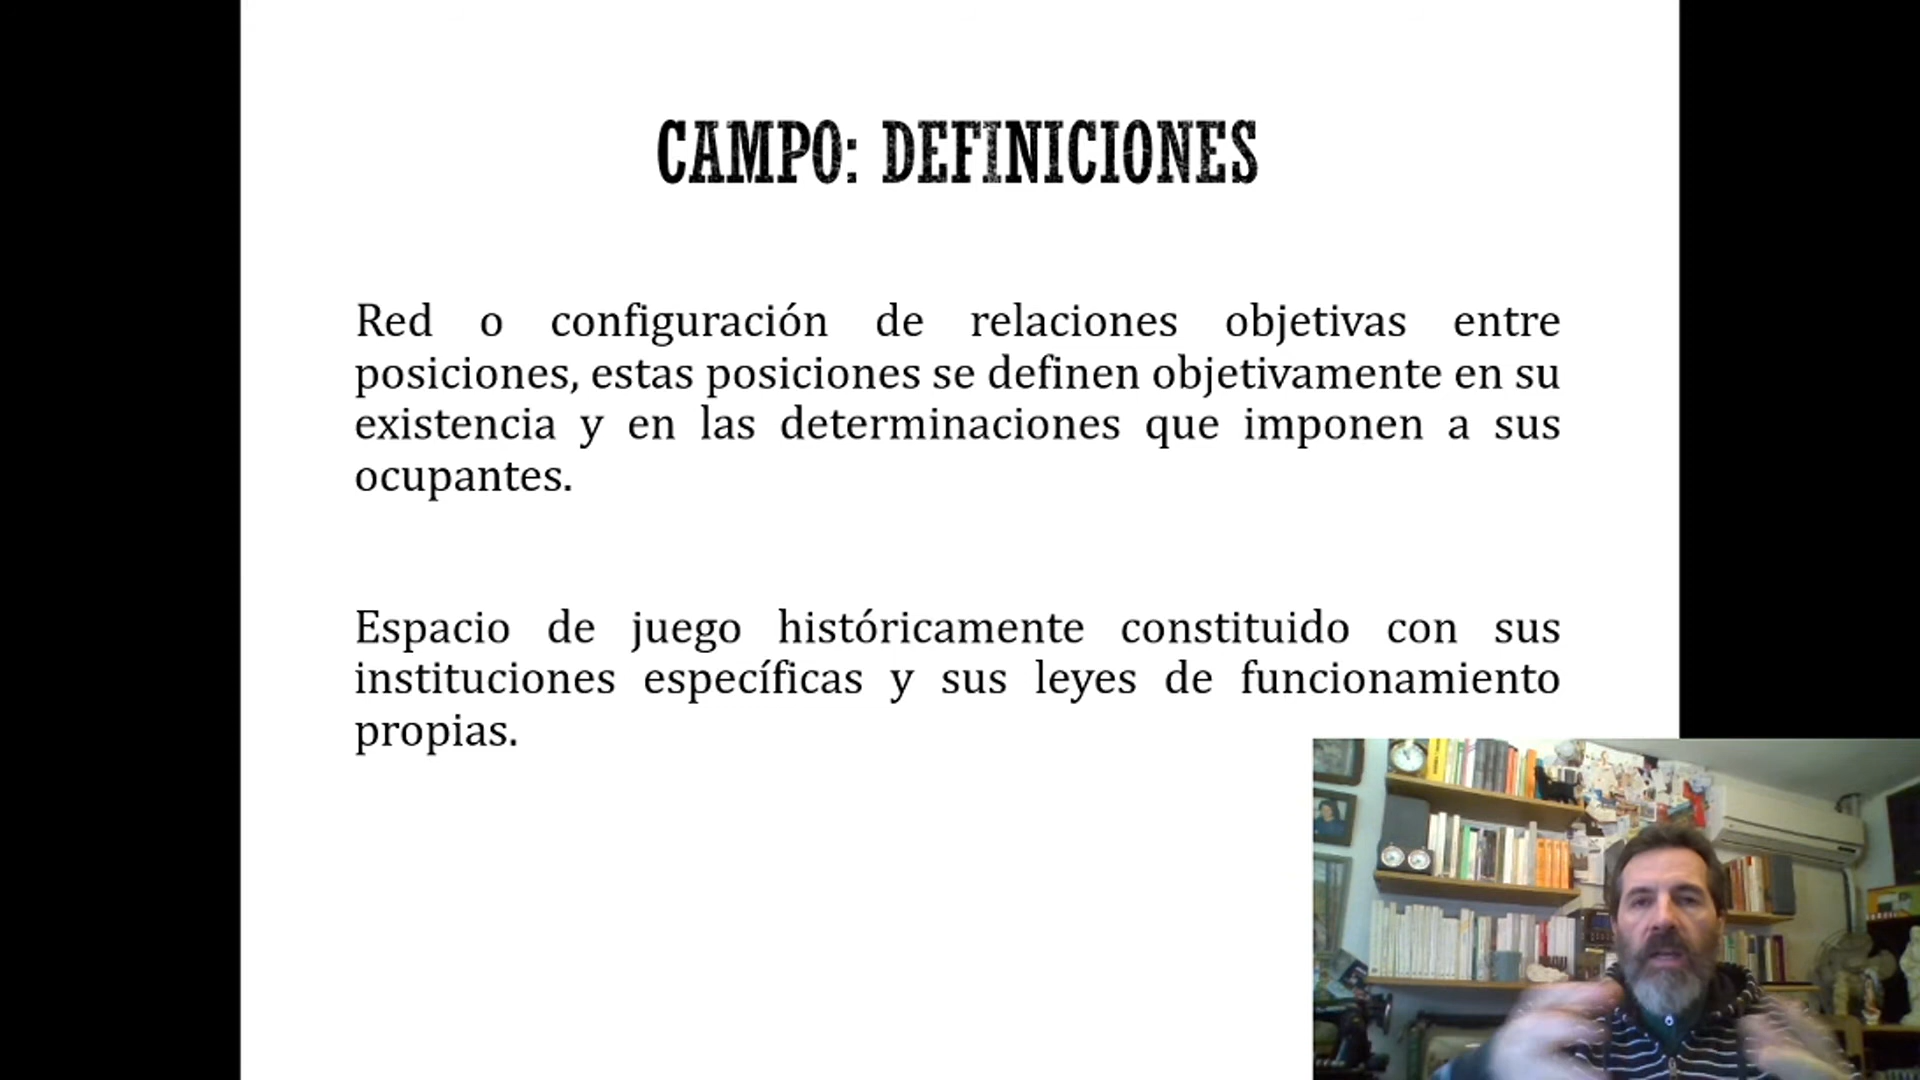 CAMPO: DEFINICIONES
Red o configuración de relaciones objetivas entre
posiciones, estas posiciones se definen objetivamente en su
existencia y en las determinaciones que imponen a sus
ocupantes.
Espacio de juego históricamente constituido con sus
instituciones específicas y sus leyes de funcionamiento
propias.